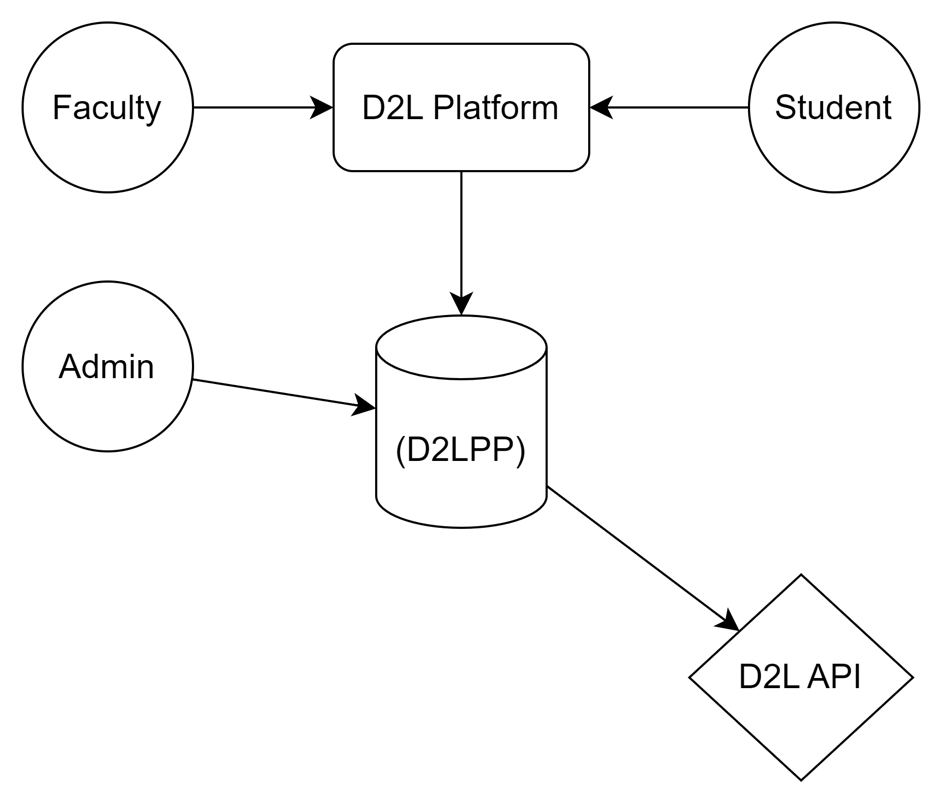 Faculty
D2L Platform
Student
Admin
(D2LPP)
D2L API